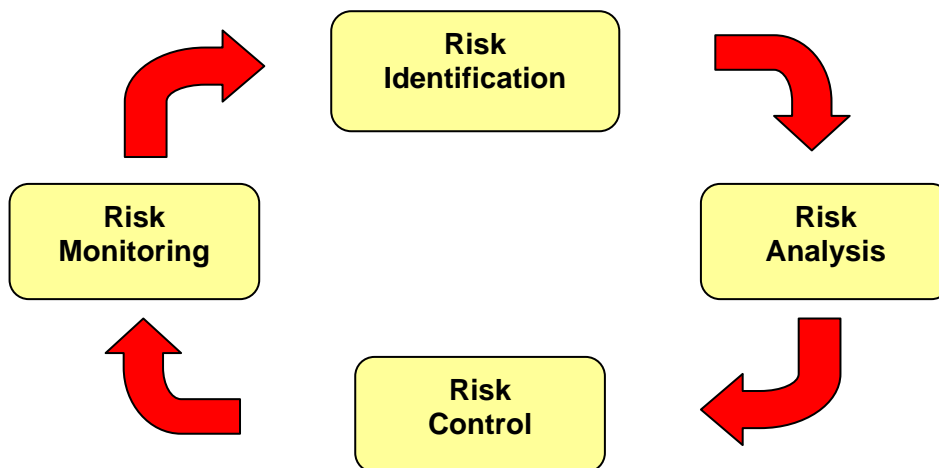 Risk
Identification
Risk
Analysis
Risk
Control
Risk
Monitoring